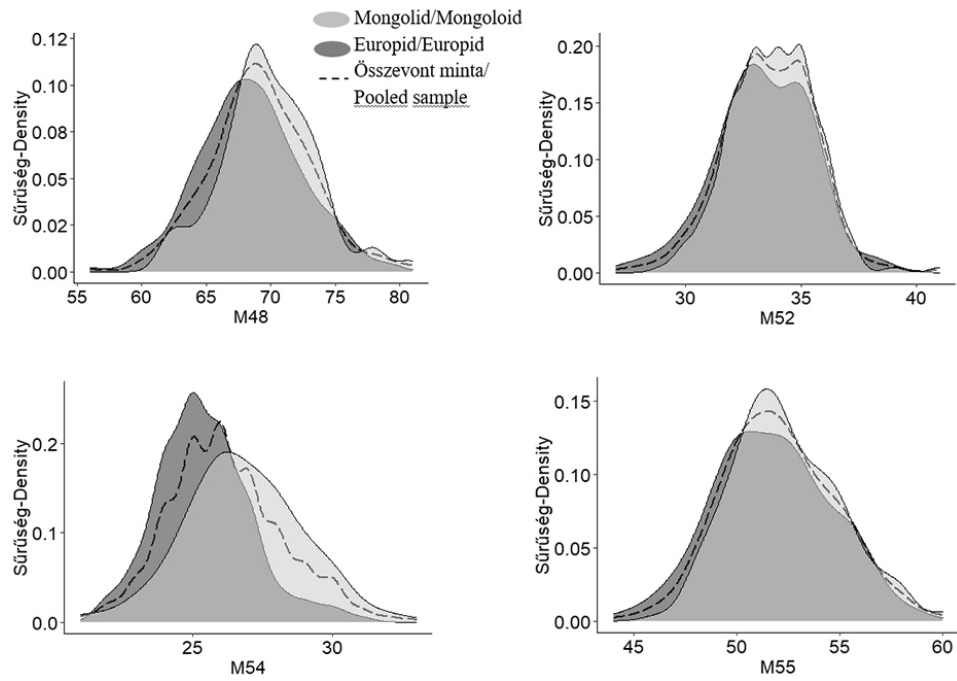 Mongolid/Mongoloid
Europid/Europid
Összevont minta/
Pooled sample
0.12
0.10
0.08
0.05
0.02
0.00
Sűrűség-Density
55 60 65 70 75 80
M48
0.20
0.15
0.10
0.05
0.00
Sűrűség-Density
30 35 40
M52
0.2
0.1
0.0
Sűrűség-Density
25 30
M54
0.15
0.10
0.05
0.00
Sűrűség-Density
45 50 55 60
M55